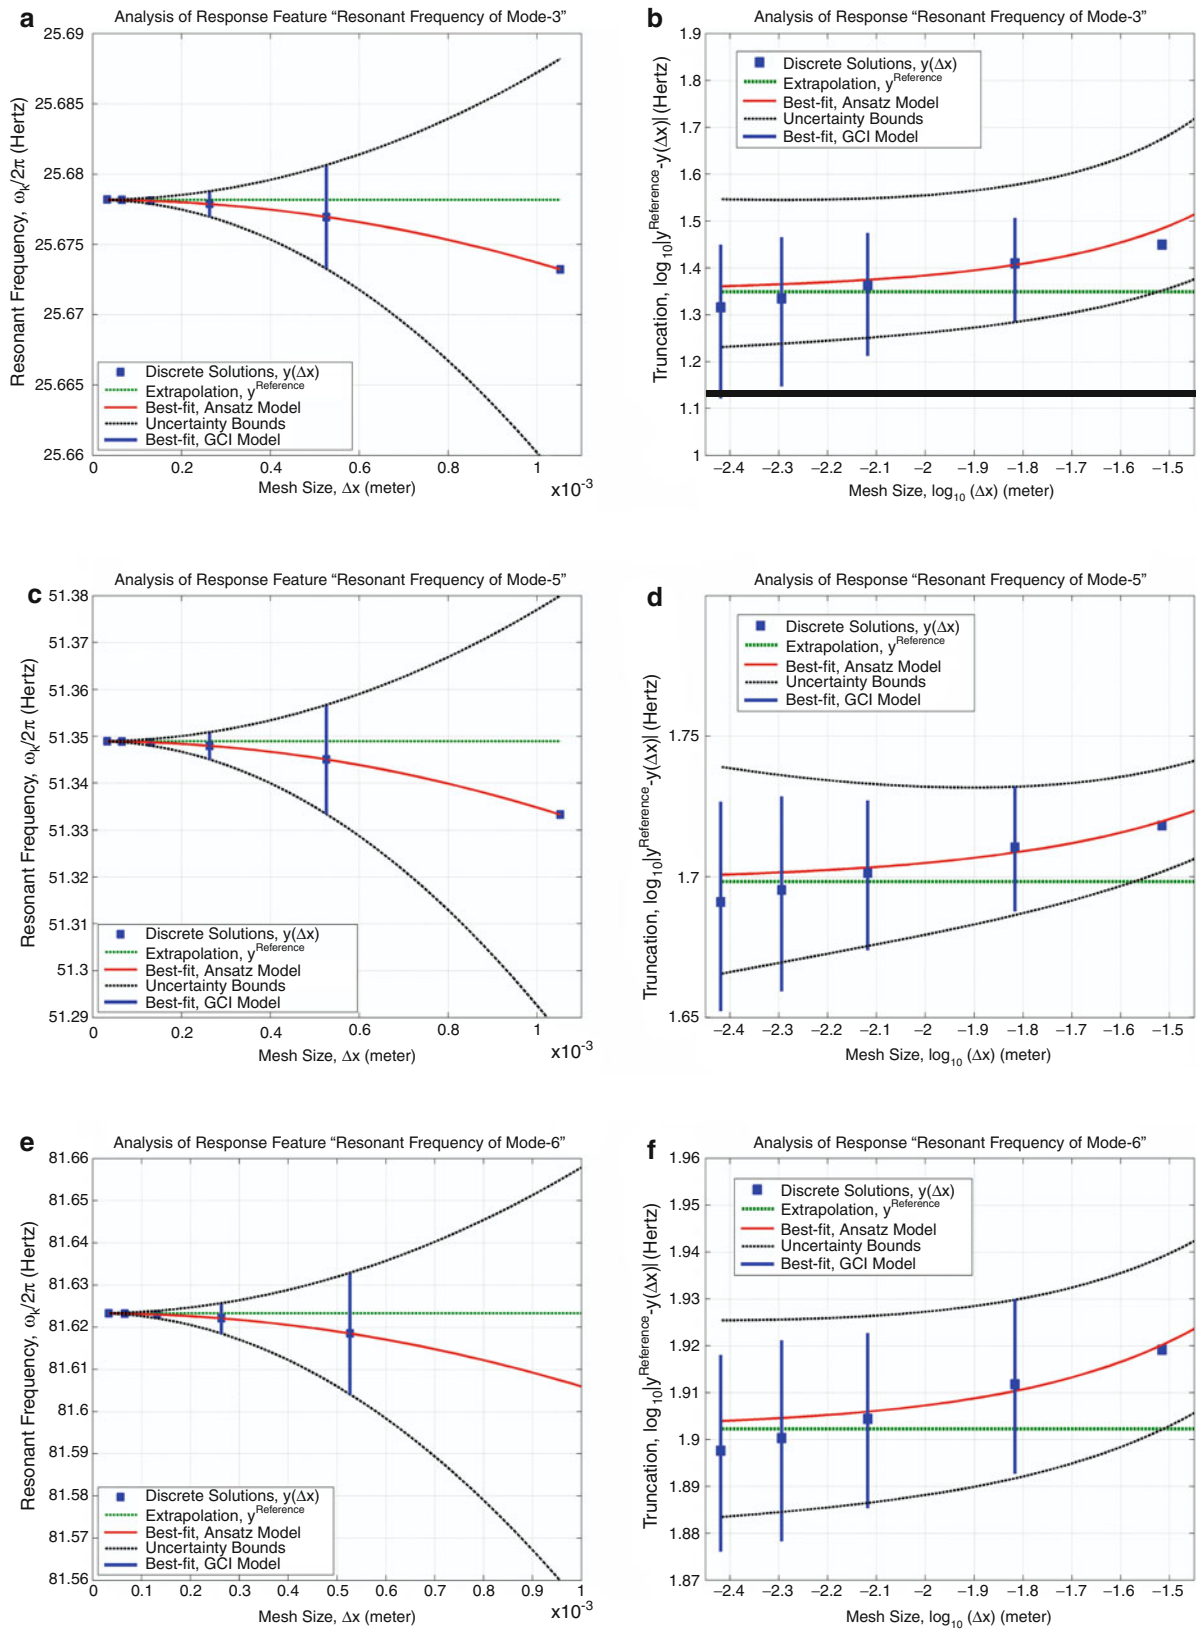 a
Analysis of Response Feature “Resonant Frequency of Mode-3”
25.69
25.685
25.68
25.675
25.67
25.665
25.66
Resonant Frequency, ωk/2π (Hertz)
Discrete Solutions, y(Δx)
Extrapolation, yReference
Best-fit, Ansatz Model
Uncertainty Bounds
Best-fit, GCI Model
0 0.2 0.4 0.6 0.8 1
x10−3
Mesh Size, Δx (meter)
b
Analysis of Response Feature “Resonant Frequency of Mode-3”
1.9
1.8
1.7
1.6
1.5
1.4
1.3
1.2
1.1
1
Truncation, log10|yReference-y(Δx)| (Hertz)
Discrete Solutions, y(Δx)
Extrapolation, yReference
Best-fit, Ansatz Model
Uncertainty Bounds
Best-fit, GCI Model
−2.4 −2.3 −2.2 −2.1 −2 −1.9 −1.8 −1.7 −1.6 −1.5
Mesh Size, log10 (Δx) (meter)
c
Analysis of Response Feature “Resonant Frequency of Mode-5”
51.38
51.37
51.36
51.35
51.34
51.33
51.32
51.31
51.3
51.29
Resonant Frequency, ωk/2π (Hertz)
Discrete Solutions, y(Δx)
Extrapolation, yReference
Best-fit, Ansatz Model
Uncertainty Bounds
Best-fit, GCI Model
0 0.2 0.4 0.6 0.8 1
x10−3
Mesh Size, Δx (meter)
d
Analysis of Response “Resonant Frequency of Mode-5”
1.75
1.7
1.65
Truncation, log10|yReference-y(Δx)| (Hertz)
Discrete Solutions, y(Δx)
Extrapolation, yReference
Best-fit, Ansatz Model
Uncertainty Bounds
Best-fit, GCI Model
−2.4 −2.3 −2.2 −2.1 −2 −1.9 −1.8 −1.7 −1.6 −1.5
Mesh Size, log10 (Δx) (meter)
e
Analysis of Response Feature “Resonant Frequency of Mode-6”
81.66
81.65
81.64
81.63
81.62
81.61
81.6
81.59
81.58
81.57
81.56
Resonant Frequency, ωk/2π (Hertz)
Discrete Solutions, y(Δx)
Extrapolation, yReference
Best-fit, Ansatz Model
Uncertainty Bounds
Best-fit, GCI Model
0 0.1 0.2 0.3 0.4 0.5 0.6 0.7 0.8 0.9 1
x10−3
Mesh Size, Δx (meter)
f
Analysis of Response “Resonant Frequency of Mode-6”
1.96
1.95
1.94
1.93
1.92
1.91
1.9
1.89
1.88
1.87
Truncation, log10|yReference-y(Δx)| (Hertz)
Discrete Solutions, y(Δx)
Extrapolation, yReference
Best-fit, Ansatz Model
Uncertainty Bounds
Best-fit, GCI Model
−2.4 −2.3 −2.2 −2.1 −2 −1.9 −1.8 −1.7 −1.6 −1.5
Mesh Size, log10 (Δx) (meter)